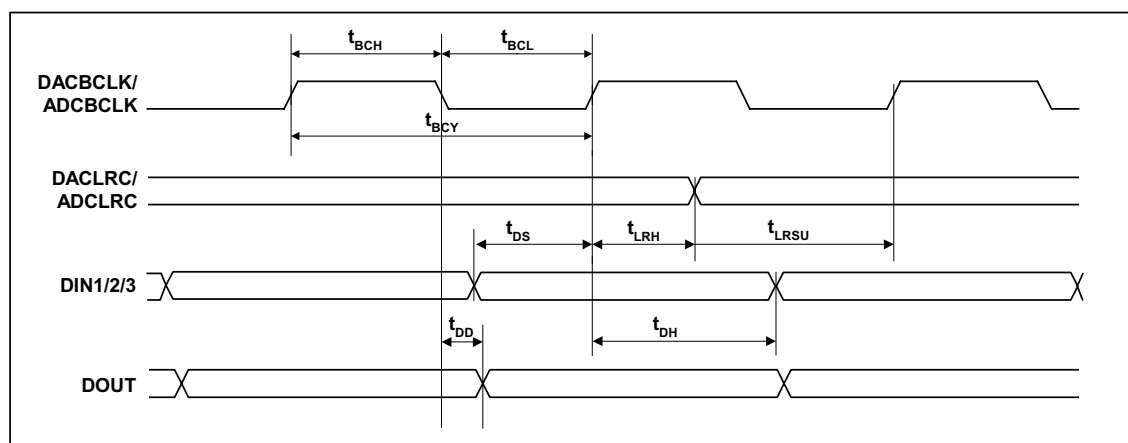 tBCH
tBCL
DACBCLK/
ADCBCLK
tBCY
DACLRC/
ADCLRC
tDS
tLRH
tLRSU
DIN1/2/3
tDD
tDH
DOUT